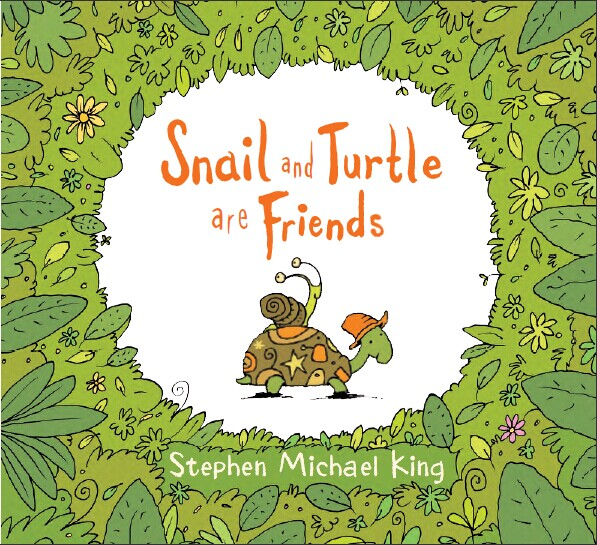 Snail and Turtle
are Friends
Stephen Michael King